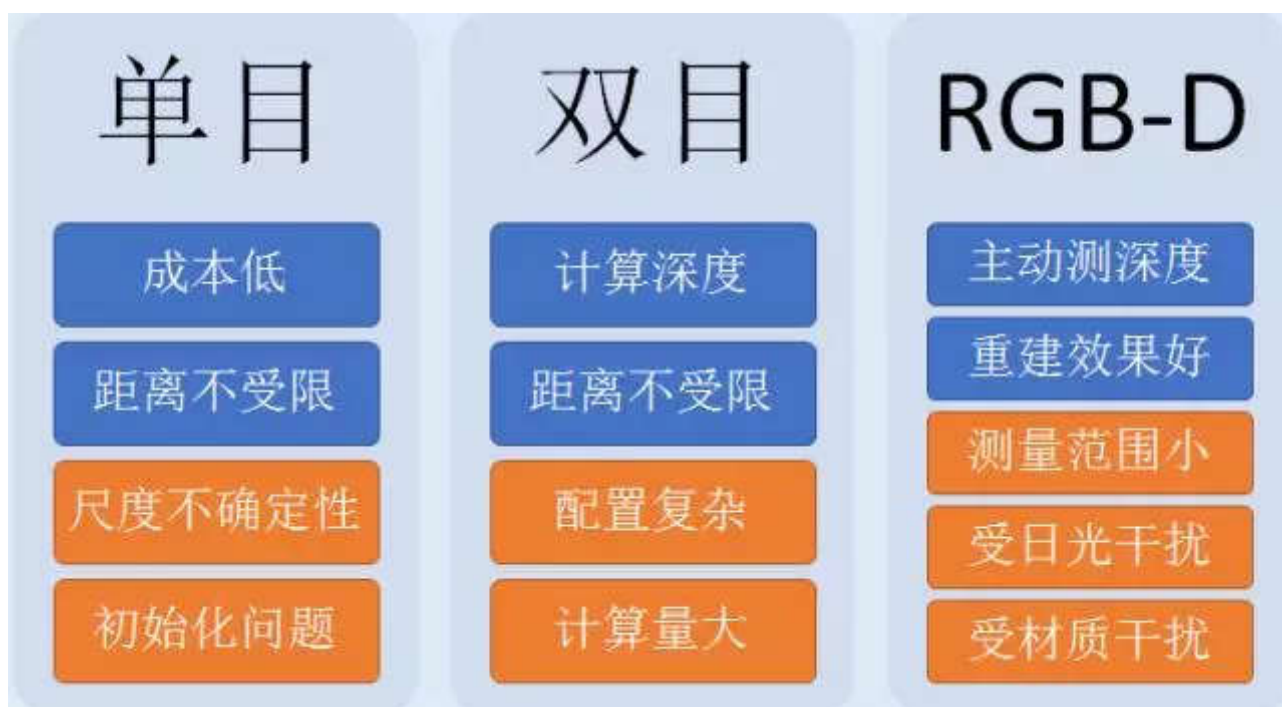 单目
成本低
距离不受限
尺度不确定性
初始化问题
双目
计算深度
距离不受限
配置复杂
计算量大
RGB-D
主动测深度
重建效果好
测量范围小
受日光干扰
受材质干扰